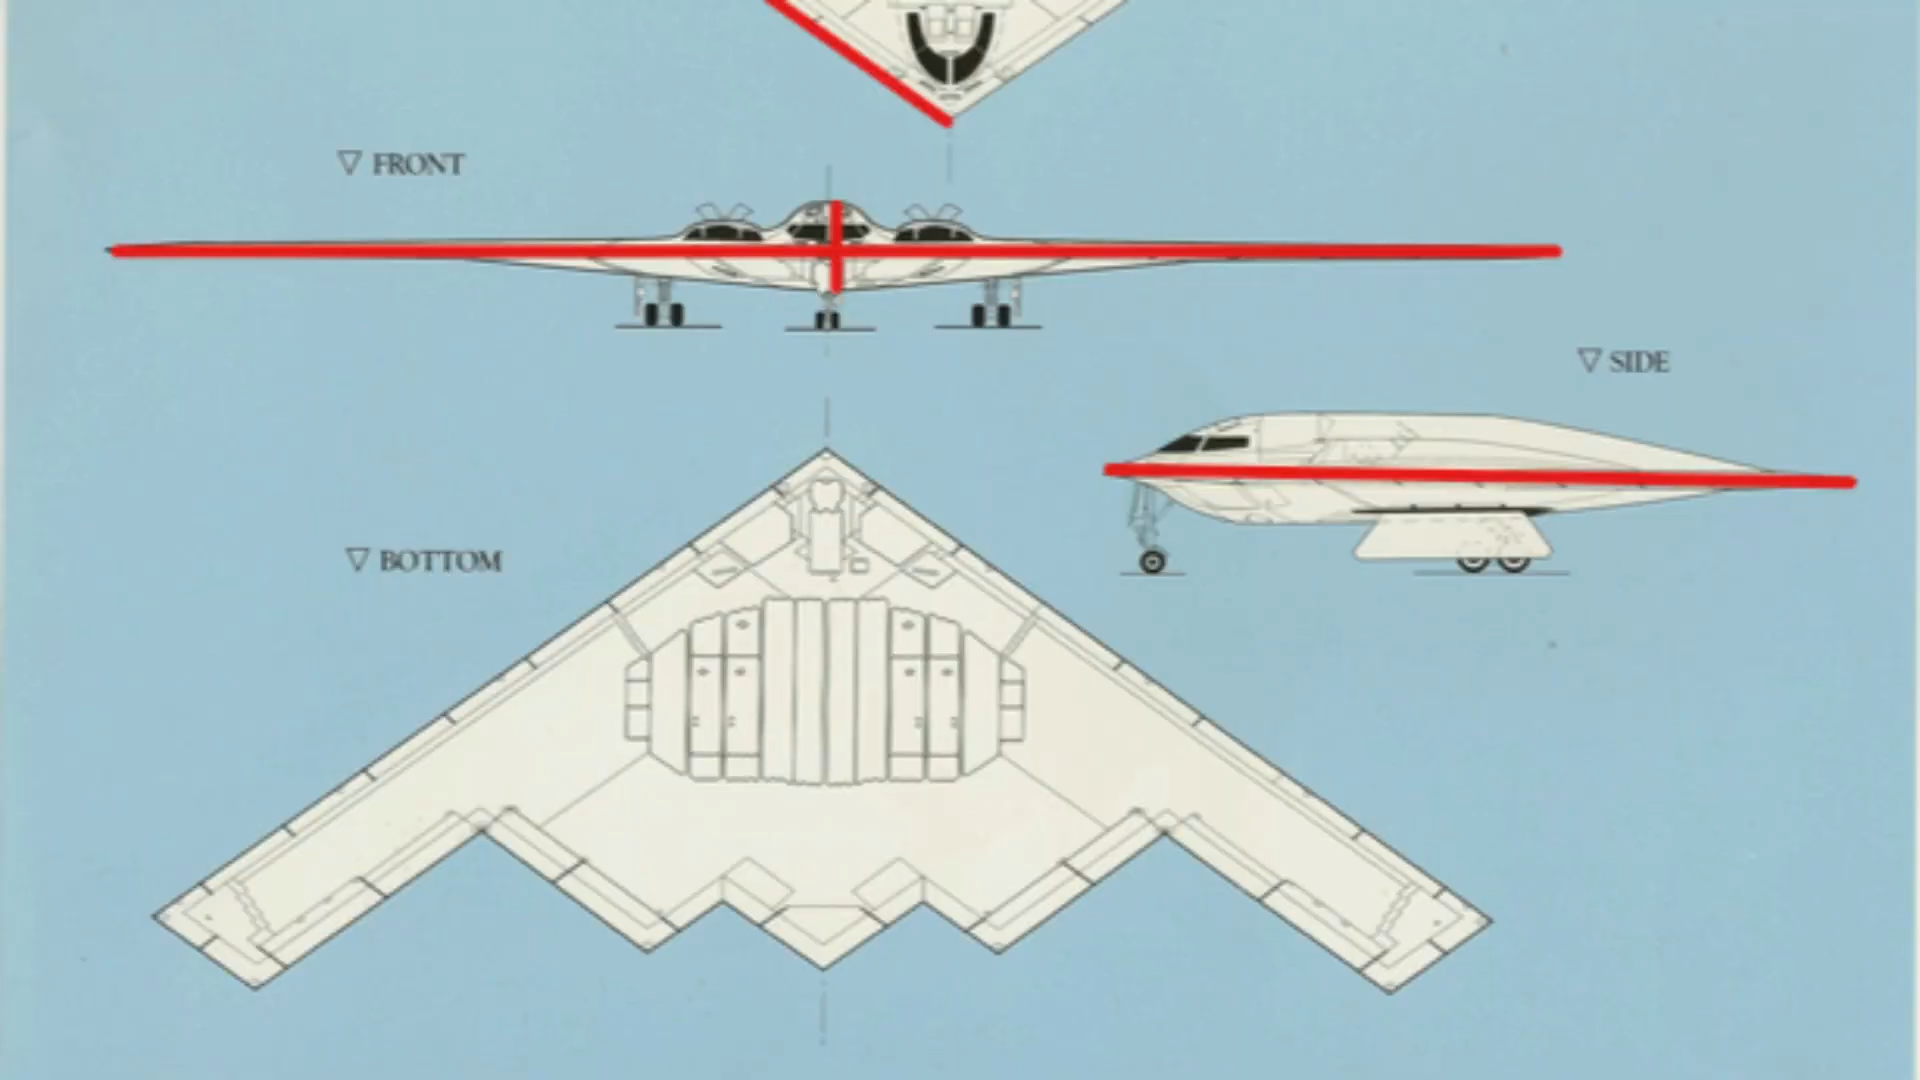 ▽ FRONT
▽ SIDE
▽ BOTTOM